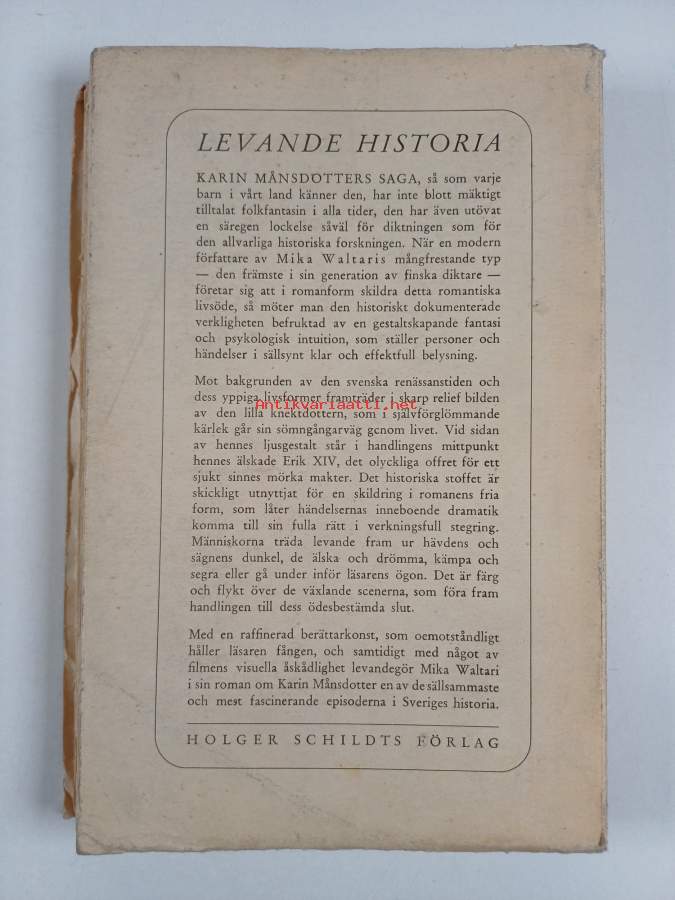 LEVANDE HISTORIA
KARIN MÅNSDOTTERS SAGA, så som varje
barn i vårt land känner den, har inte blott mäktigt
tilltalat folkfantasin i alla tider, den har även utövat
en säregen lockelse såväl för diktningen som för
den allvarliga historiska forskningen. När en modern
författare av Mika Waltaris mångfrestande typ
— den främste i sin generation av finska diktare —
företar sig att i romanform skildra detta romantiska
livsöde, så möter man den historiskt dokumenterade
verkligheten befruktad av en gestaltskapande fantasi
och psykologisk intuition, som ställer personer och
händelser i sällsynt klar och effektfull belysning.
Mot bakgrunden av den svenska renässanstiden och
dess yppiga livsformer framträder i skarp relief bilden
Antikvariaatti.net
av den lilla knektdottern, som i självförglömmande
kärlek går sin sömngångarväg genom livet. Vid sidan
av hennes ljusgestalt står i handlingens mittpunkt
hennes älskade Erik XIV, det olyckliga offret för ett
sjukt sinnes mörka makter. Det historiska stoffet är
skickligt utnyttjat för en skildring i romanens fria
form, som låter händelsernas inneboende dramatik
komma till sin fulla rätt i verkningsfull stegring.
Människorna träda levande fram ur hävdens och
sägnens dunkel, de älska och drömma, kämpa och
segra eller gå under inför läsarens ögon. Det är färg
och flykt över de växlande scenerna, som föra fram
handlingen till dess ödesbestämda slut.
Med en raffinerad berättarkonst, som oemotståndligt
håller läsaren fången, och samtidigt med något av
filmens visuella åskådlighet levandegör Mika Waltari
i sin roman om Karin Månsdotter en av de sällsammaste
och mest fascinerande episoderna i Sveriges historia.
HOLGER SCHILDTS FÖRLAG